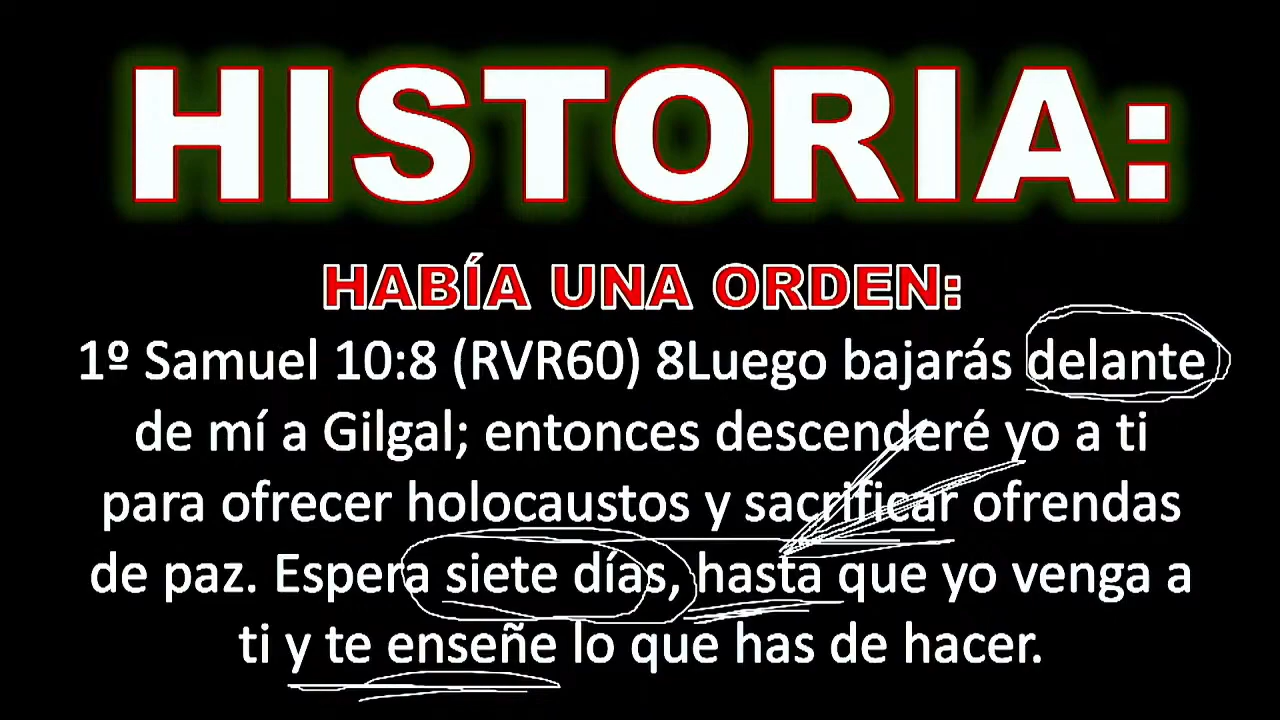 HISTORIA:
HABÍA UNA ORDEN:
1º Samuel 10:8 (RVR60) 8Luego bajarás delante
de mí a Gilgal; entonces descenderé yo a ti
para ofrecer holocaustos y sacrificar ofrendas
de paz. Espera siete días, hasta que yo venga a
ti y te enseñe lo que has de hacer.